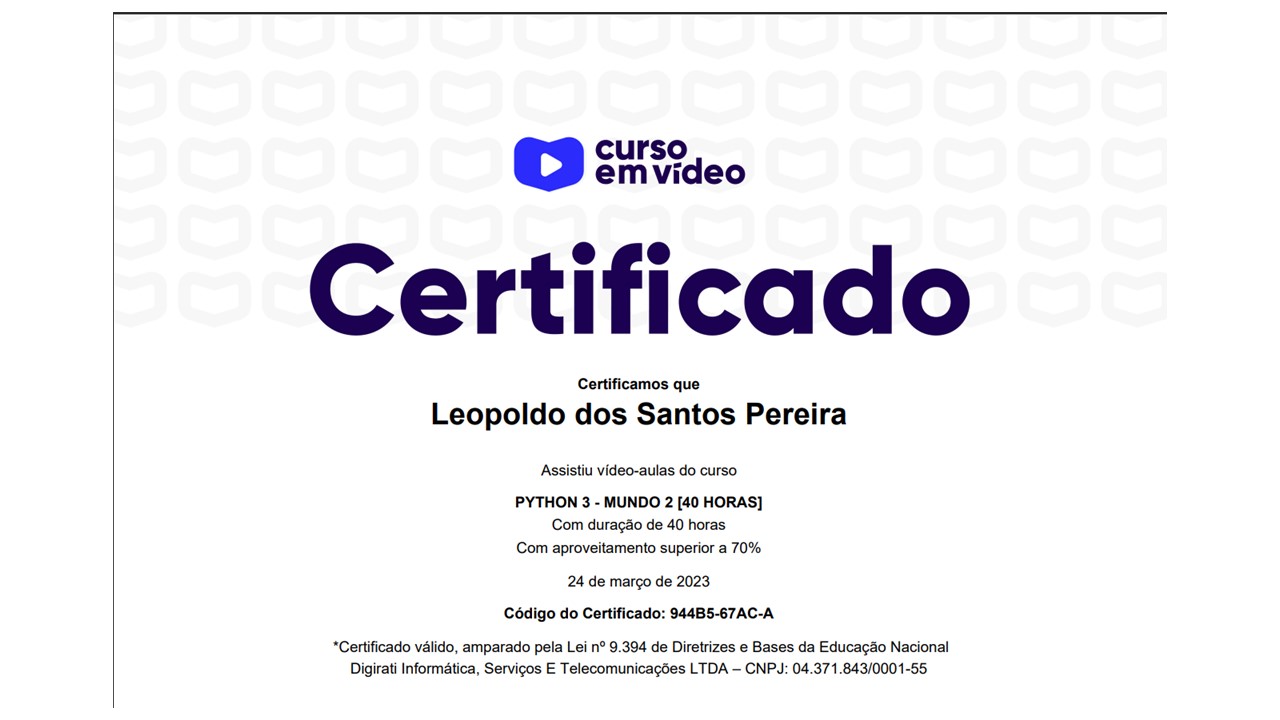 curso
em vídeo
Certificado
Certificamos que
Leopoldo dos Santos Pereira
Assistiu vídeo-aulas do curso
PYTHON 3 - MUNDO 2 [40 HORAS]
Com duração de 40 horas
Com aproveitamento superior a 70%
24 de março de 2023
Código do Certificado: 944B5-67AC-A
*Certificado válido, amparado pela Lei nº 9.394 de Diretrizes e Bases da Educação Nacional
Digirati Informática, Serviços E Telecomunicações LTDA – CNPJ: 04.371.843/0001-55